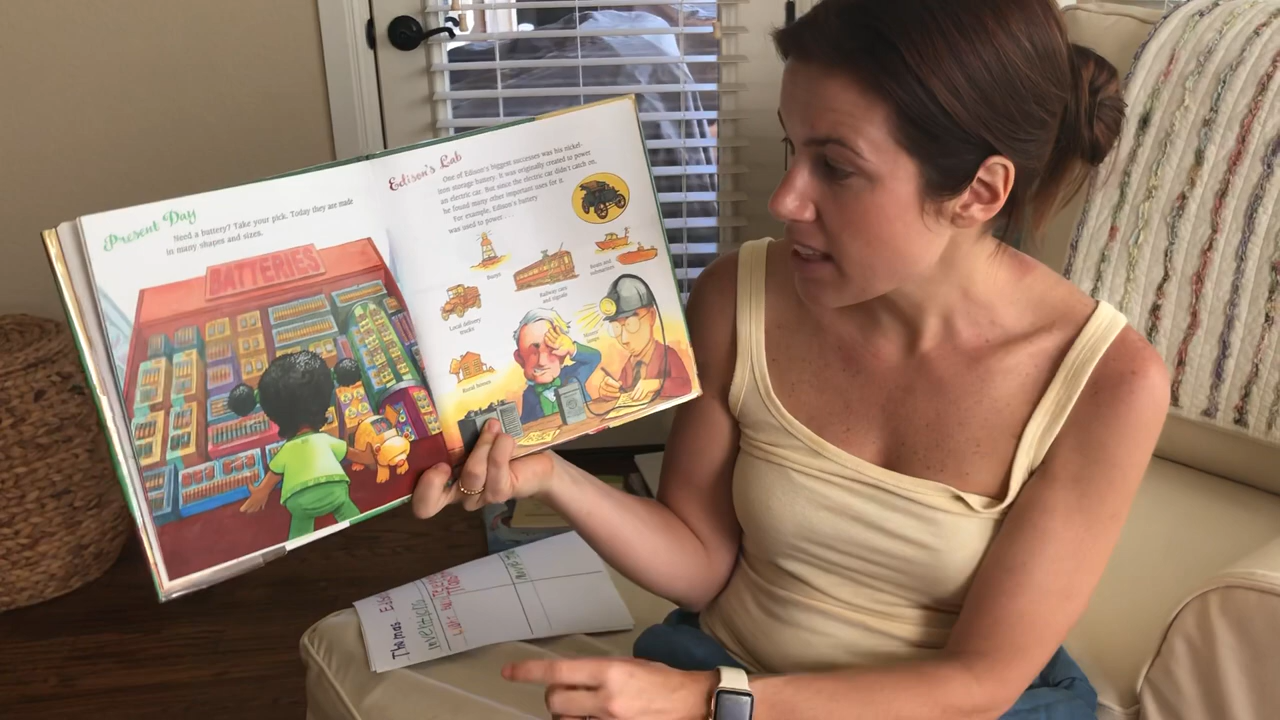 Present Day
Need a battery? Take your pick. Today they are made
in many shapes and sizes.
BATTERIES
Edison's Lab
One of Edison's biggest successes was his nickel-
iron storage battery. It was originally created to power
an electric car. But since the electric car didn't catch on,
he found many other important uses for it.
For example, Edison's battery
was used to power . . .
Buoys
Railway cars
and signals
Boats and
submarines
Local delivery
trucks
lamps
Rural homes
Thomas Edis
inventions